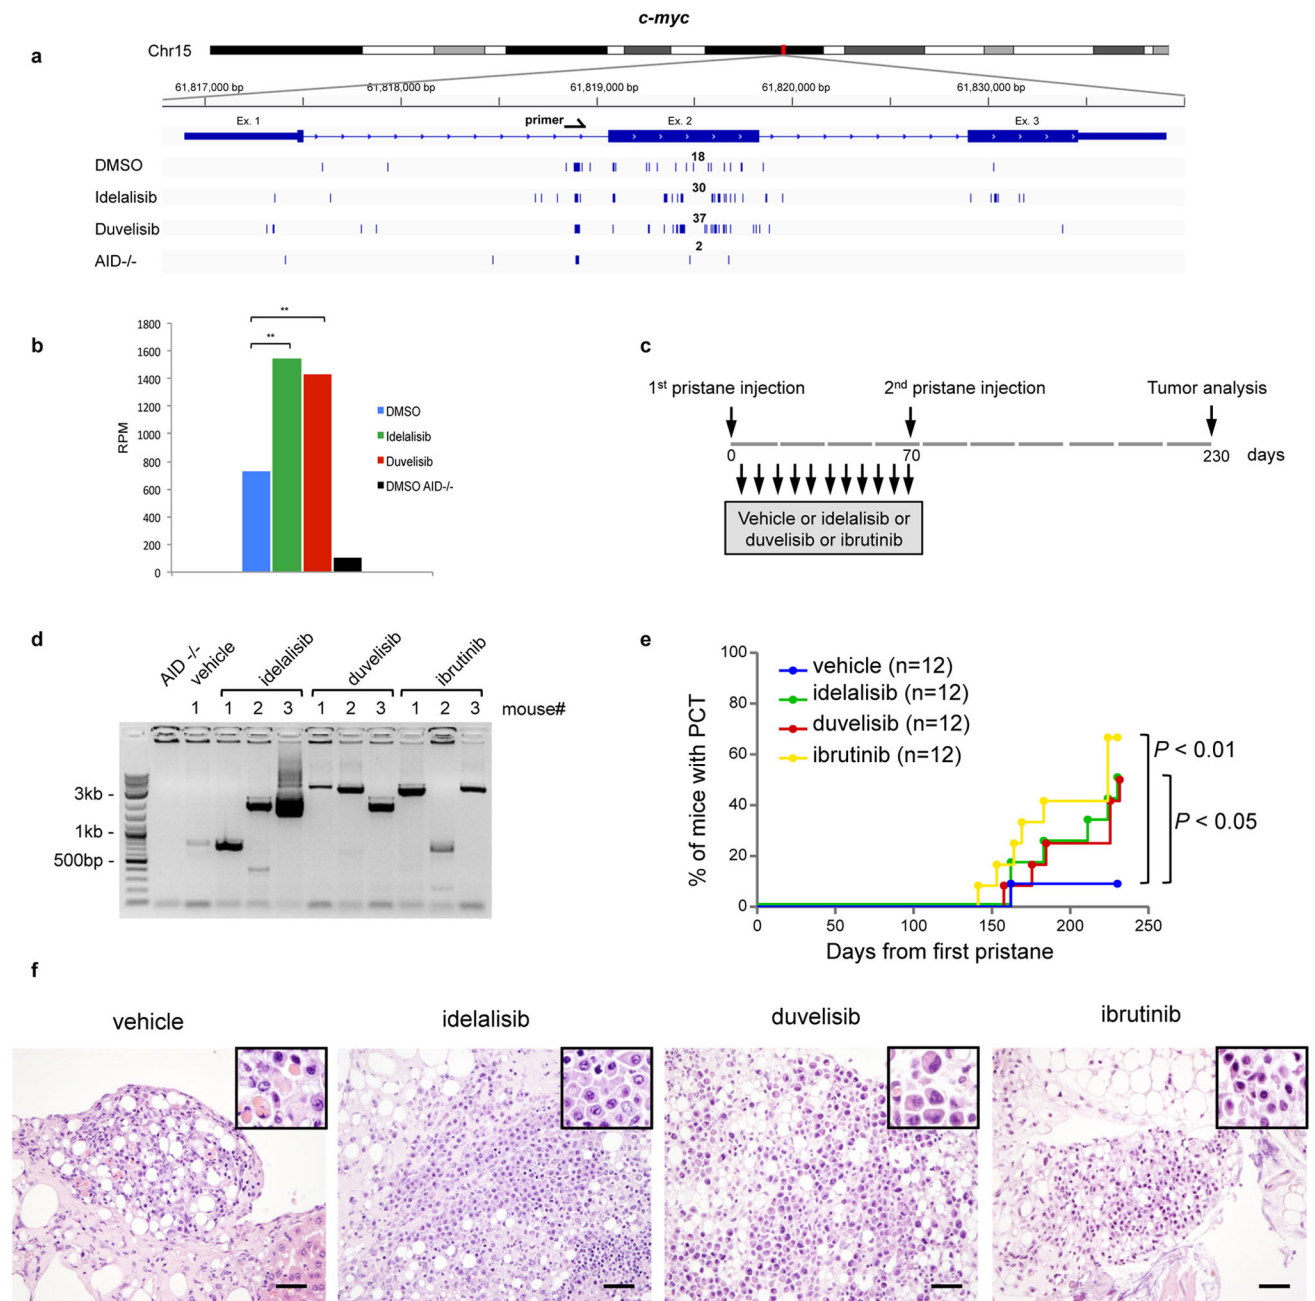 c-myc
a
Chr15
61,817,000 bp 61,818,000 bp 61,819,000 bp 61,820,000 bp 61,830,000 bp
Ex. 1 primer Ex. 2 Ex. 3
DMSO 18
Idelalisib 30
Duvelisib 37
AID-/- 2
b
RPM
1800
1600
1400
1200
1000
800
600
400
200
0
**
**
DMSO
Idelalisib
Duvelisib
DMSO AID-/-
c
1st pristane injection 2nd pristane injection Tumor analysis
0 70 230 days
Vehicle or idelalisib or
duvelisib or ibrutinib
d
AID -/- vehicle idelalisib duvelisib ibrutinib
1 1 2 3 1 2 3 1 2 3 mouse#
3kb -
1kb -
500bp -
e
% of mice with PCT
100
80
60
40
20
0
vehicle (n=12)
idelalisib (n=12)
duvelisib (n=12)
ibrutinib (n=12)
P < 0.01
P < 0.05
0 50 100 150 200 250
Days from first pristane
f
vehicle idelalisib duvelisib ibrutinib